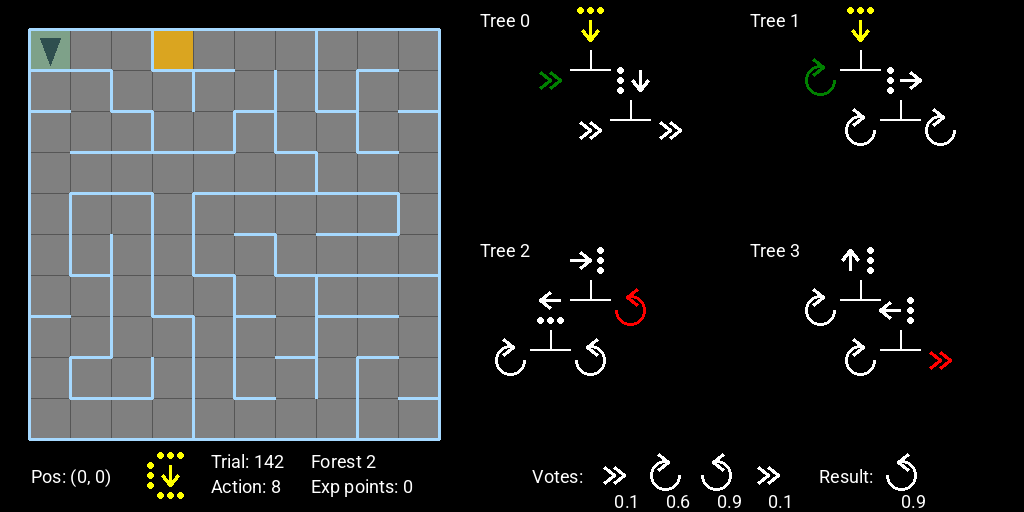 Tree 0
Tree 1
Tree 2
Tree 3
Pos: (0, 0)
Trial: 142
Forest 2
Action: 8
Exp points: 0
Votes:
0.1
0.6
0.9
0.1
Result:
0.9